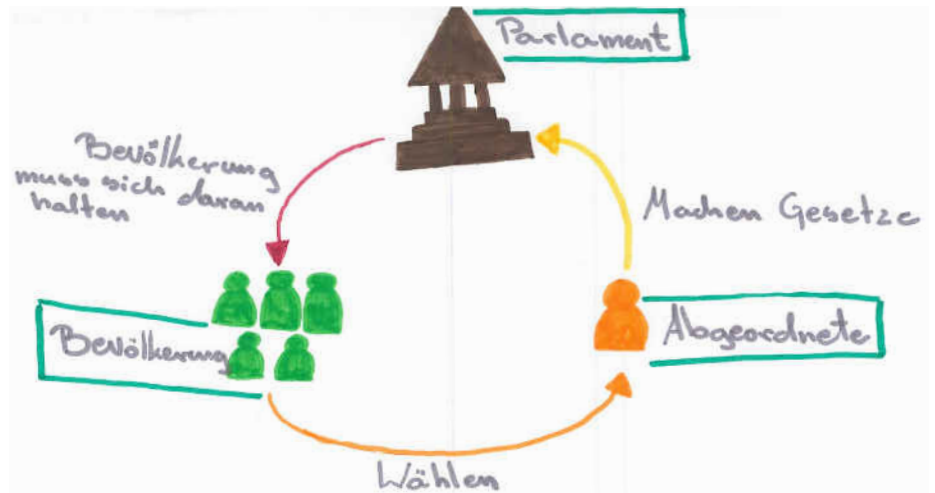 Parlament
Bevölkerung
muss sich daran
halten
Machen Gesetze
Bevölkerung
Abgeordnete
Wählen